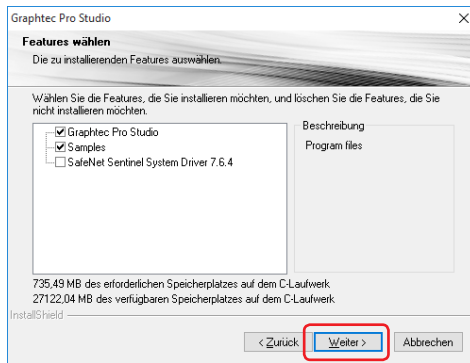 Graphtec Pro Studio
Features wählen
Die zu installierenden Features auswählen.
Wählen Sie die Features, die Sie installieren möchten, und löschen Sie die Features, die Sie
nicht installieren möchten.
Graphtec Pro Studio
Samples
SafeNet Sentinel System Driver 7.6.4
Beschreibung
Program files
735,49 MB des erforderlichen Speicherplatzes auf dem C-Laufwerk
27122,04 MB des verfügbaren Speicherplatzes auf dem C-Laufwerk
InstallShield
< Zurück
Weiter >
Abbrechen